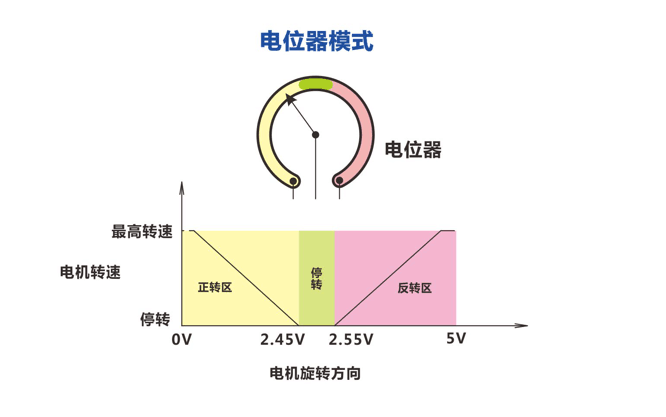 电位器模式
电位器
最高转速
电机转速
正转区
停转
反转区
停转
0V
2.45V
2.55V
5V
电机旋转方向